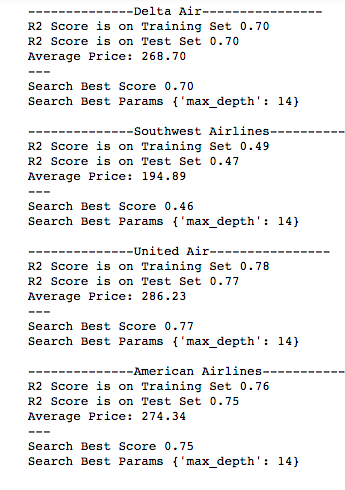 --------------Delta Air----------------
R2 Score is on Training Set 0.70
R2 Score is on Test Set 0.70
Average Price: 268.70
---
Search Best Score 0.70
Search Best Params {'max_depth': 14}
--------------Southwest Airlines----------
R2 Score is on Training Set 0.49
R2 Score is on Test Set 0.47
Average Price: 194.89
---
Search Best Score 0.46
Search Best Params {'max_depth': 14}
--------------United Air----------------
R2 Score is on Training Set 0.78
R2 Score is on Test Set 0.77
Average Price: 286.23
---
Search Best Score 0.77
Search Best Params {'max_depth': 14}
--------------American Airlines-----------
R2 Score is on Training Set 0.76
R2 Score is on Test Set 0.75
Average Price: 274.34
---
Search Best Score 0.75
Search Best Params {'max_depth': 14}